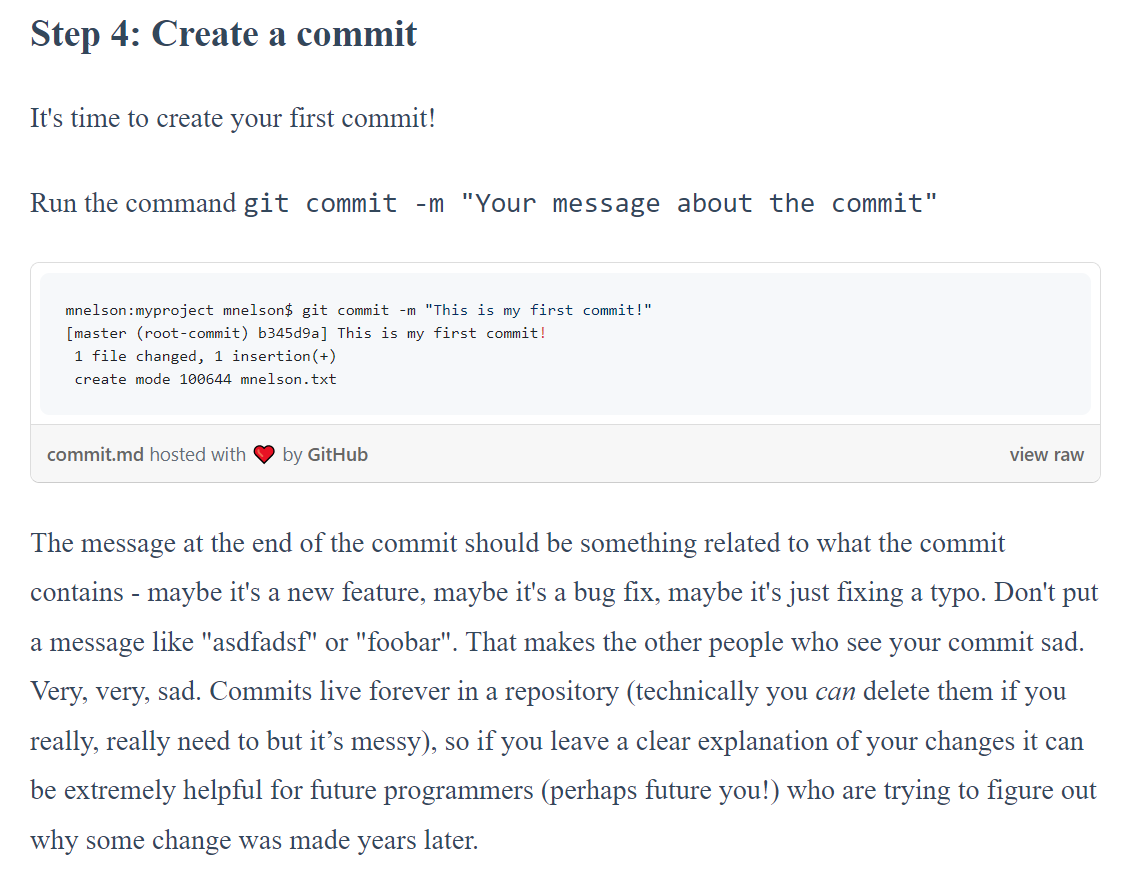 Step 4: Create a commit
It's time to create your first commit!
Run the command git commit -m "Your message about the commit"
mnelson:myproject mnelson$ git commit -m "This is my first commit!"
[master (root-commit) b345d9a] This is my first commit!
 1 file changed, 1 insertion(+)
 create mode 100644 mnelson.txt
commit.md hosted with ❤ by GitHub
view raw
The message at the end of the commit should be something related to what the commit
contains - maybe it's a new feature, maybe it's a bug fix, maybe it's just fixing a typo. Don't put
a message like "asdfadsf" or "foobar". That makes the other people who see your commit sad.
Very, very, sad. Commits live forever in a repository (technically you can delete them if you
really, really need to but it’s messy), so if you leave a clear explanation of your changes it can
be extremely helpful for future programmers (perhaps future you!) who are trying to figure out
why some change was made years later.